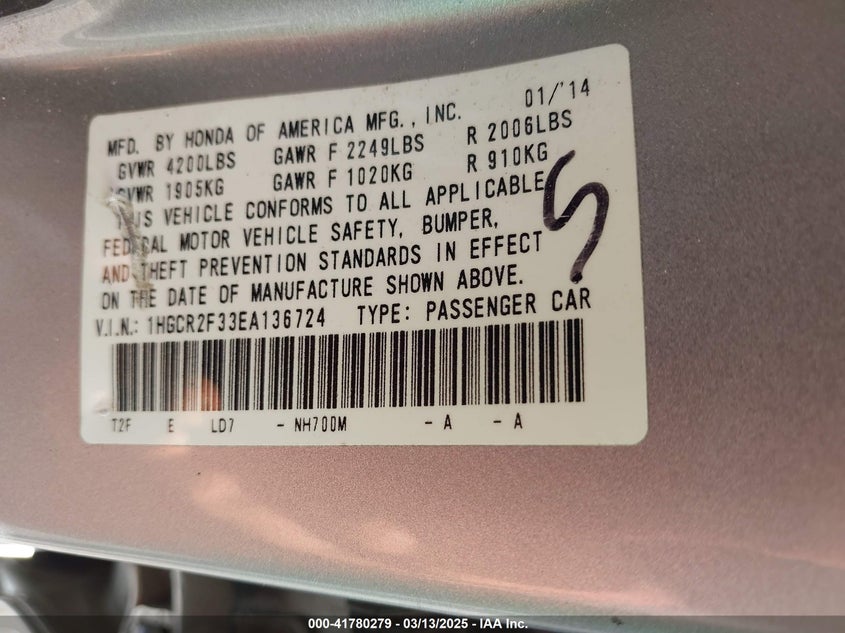 MFD. BY HONDA OF AMERICA MFG., INC. 01/'14
GVWR 4200LBS GAWR F 2249LBS R 2006LBS
GVWR 1905KG GAWR F 1020KG R 910KG
THIS VEHICLE CONFORMS TO ALL APPLICABLE
FEDERAL MOTOR VEHICLE SAFETY, BUMPER,
AND THEFT PREVENTION STANDARDS IN EFFECT
ON THE DATE OF MANUFACTURE SHOWN ABOVE.
V.I.N.: 1HGCR2F33EA136724 TYPE: PASSENGER CAR
T2F E LD7 - NH700M - A - A
5
000-41780279 - 03/13/2025 - IAA Inc.